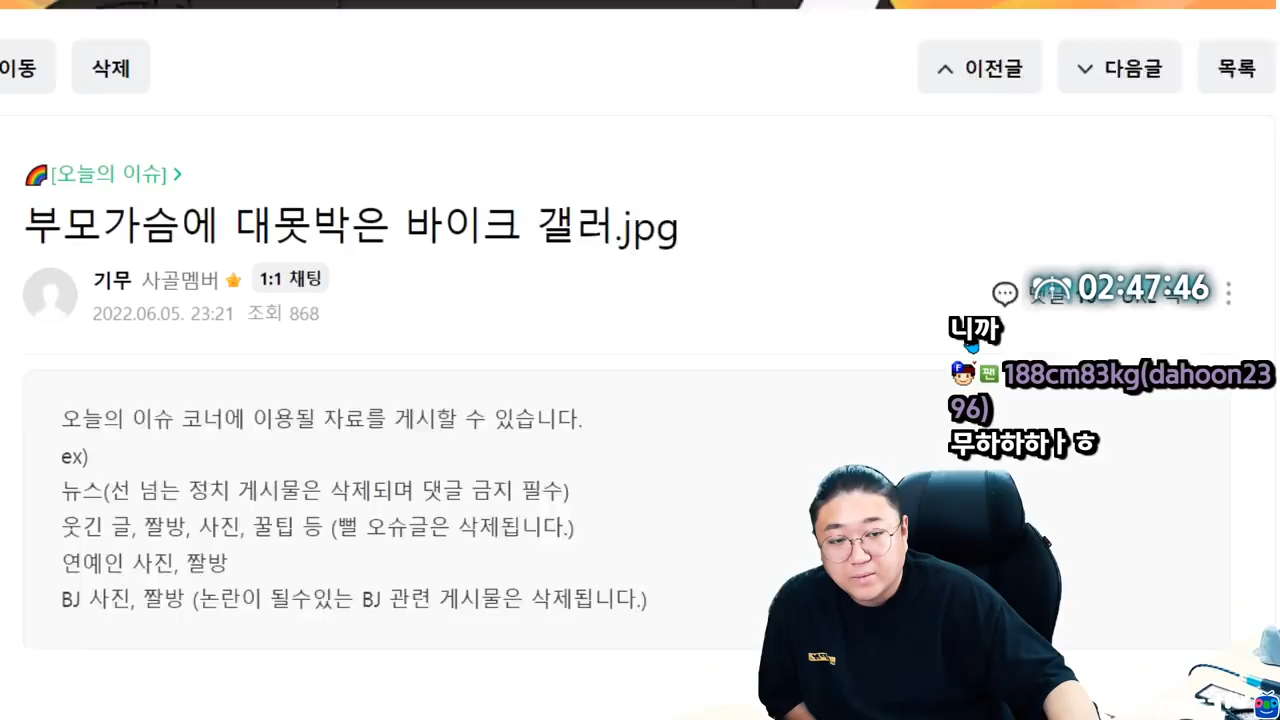 이동
삭제
이전글
다음글
목록
[오늘의 이슈]
부모가슴에 대못박은 바이크 갤러.jpg
기무 사골멤버 1:1 채팅
2022.06.05. 23:21 조회 868
02:47:46
니까
팬 188cm83kg(dahoon23
96)
무하하하ㅏㅎ
오늘의 이슈 코너에 이용될 자료를 게시할 수 있습니다.
ex)
뉴스(선 넘는 정치 게시물은 삭제되며 댓글 금지 필수)
웃긴 글, 짤방, 사진, 꿀팁 등 (뻘 오슈글은 삭제됩니다.)
연예인 사진, 짤방
BJ 사진, 짤방 (논란이 될수있는 BJ 관련 게시물은 삭제됩니다.)